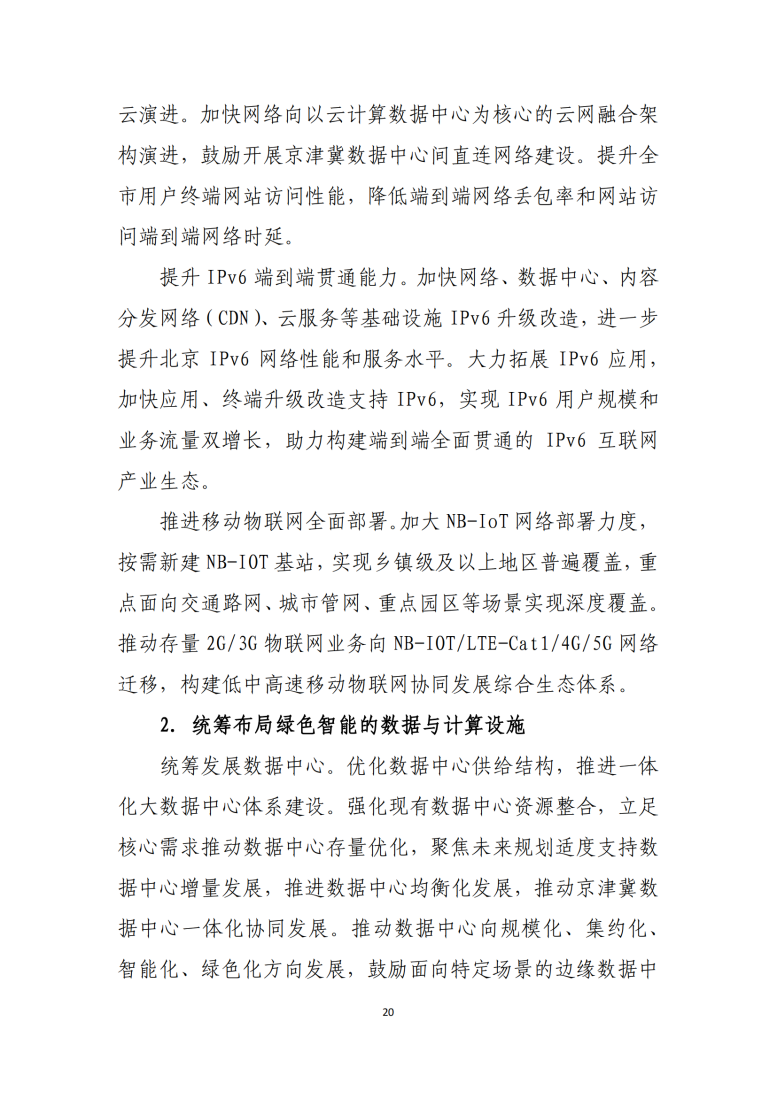 云演进。加快网络向以云计算数据中心为核心的云网融合架
构演进，鼓励开展京津冀数据中心间直连网络建设。提升全
市用户终端网站访问性能，降低端到端网络丢包率和网站访
问端到端网络时延。
提升 IPv6 端到端贯通能力。加快网络、数据中心、内容
分发网络（CDN）、云服务等基础设施 IPv6 升级改造，进一步
提升北京 IPv6 网络性能和服务水平。大力拓展 IPv6 应用，
加快应用、终端升级改造支持 IPv6，实现 IPv6 用户规模和
业务流量双增长，助力构建端到端全面贯通的 IPv6 互联网
产业生态。
推进移动物联网全面部署。加大 NB-IoT 网络部署力度，
按需新建 NB-IOT 基站，实现乡镇级及以上地区普遍覆盖，重
点面向交通路网、城市管网、重点园区等场景实现深度覆盖。
推动存量 2G/3G 物联网业务向 NB-IOT/LTE-Cat1/4G/5G 网络
迁移，构建低中高速移动物联网协同发展综合生态体系。
2. 统筹布局绿色智能的数据与计算设施
统筹发展数据中心。优化数据中心供给结构，推进一体
化大数据中心体系建设。强化现有数据中心资源整合，立足
核心需求推动数据中心存量优化，聚焦未来规划适度支持数
据中心增量发展，推进数据中心均衡化发展，推动京津冀数
据中心一体化协同发展。推动数据中心向规模化、集约化、
智能化、绿色化方向发展，鼓励面向特定场景的边缘数据中
20